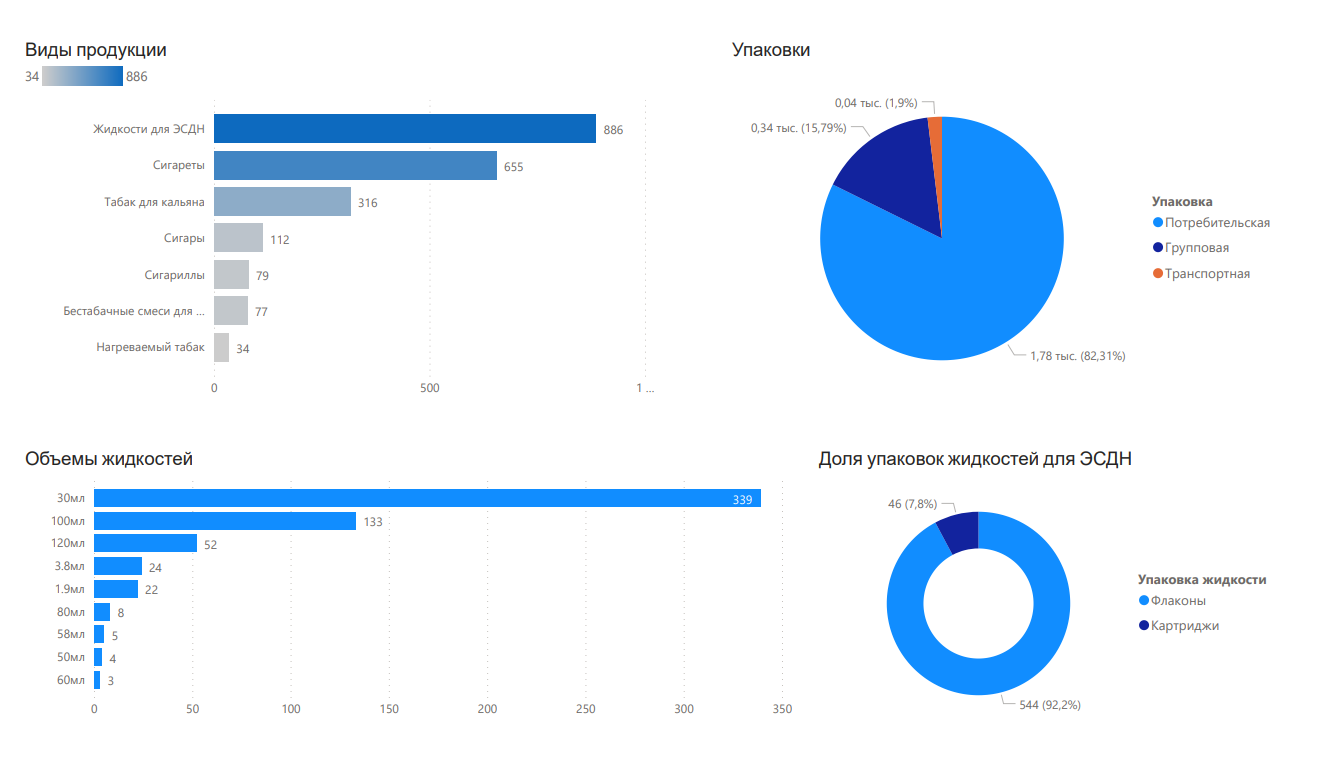 Виды продукции
34 886
Жидкости для ЭСДН 886
Сигареты 655
Табак для кальяна 316
Сигары 112
Сигариллы 79
Бестабачные смеси для ... 77
Нагреваемый табак 34
0 500 1 ...
Упаковки
0,04 тыс. (1,9%)
0,34 тыс. (15,79%)
1,78 тыс. (82,31%)
Упаковка
Потребительская
Групповая
Транспортная
Объемы жидкостей
30мл 339
100мл 133
120мл 52
3.8мл 24
1.9мл 22
80мл 8
58мл 5
50мл 4
60мл 3
0 50 100 150 200 250 300 350
Доля упаковок жидкостей для ЭСДН
46 (7,8%)
544 (92,2%)
Упаковка жидкости
Флаконы
Картриджи